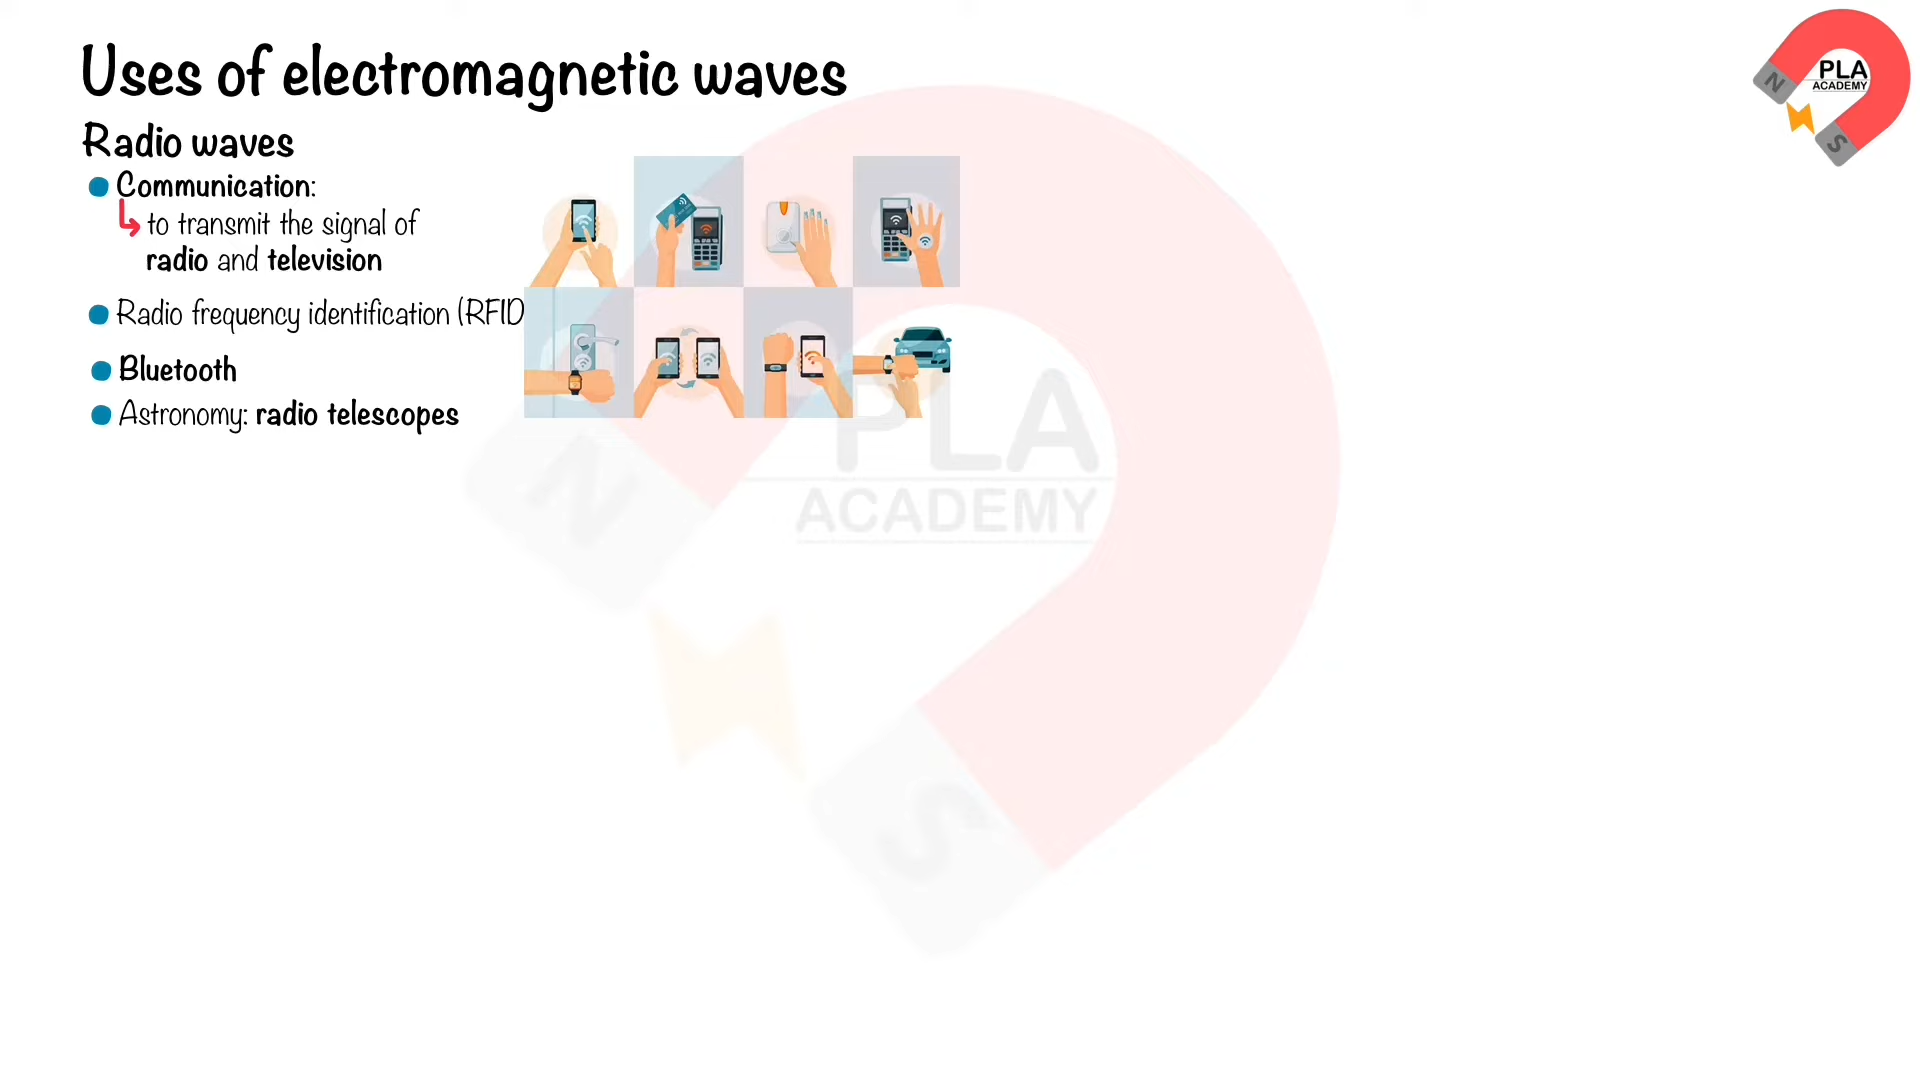 Uses of electromagnetic waves
Radio waves
Communication:
to transmit the signal of
radio and television
Radio frequency identification (RFID
Bluetooth
Astronomy: radio telescopes
N
PLA
ACADEMY
S
PLA
ACADEMY
N
S